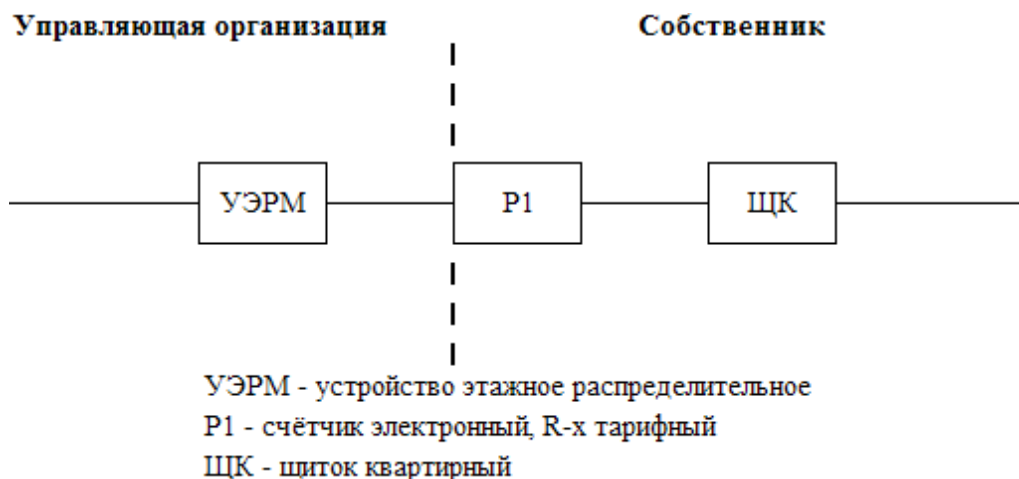 Управляющая организация
Собственник
УЭРМ
Р1
ЩК
УЭРМ - устройство этажное распределительное
Р1 - счётчик электронный, R-х тарифный
ЩК - щиток квартирный